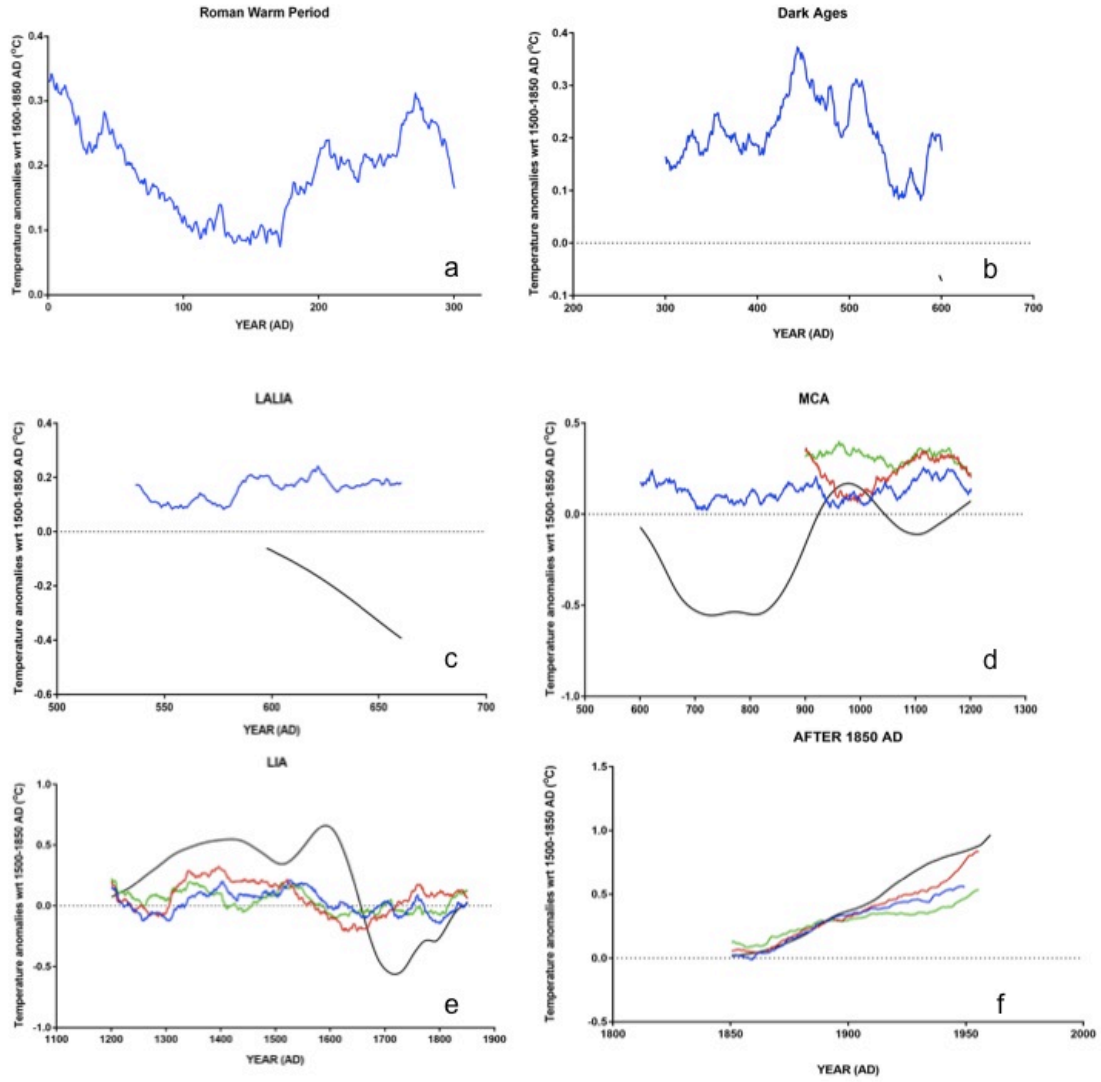 Roman Warm Period
Temperature anomalies wrt 1500-1850 AD (°C)
0.4
0.3
0.2
0.1
0.0
0 100 200 300
YEAR (AD)
a
Dark Ages
Temperature anomalies wrt 1500-1850 AD (°C)
0.4
0.3
0.2
0.1
0.0
-0.1
200 300 400 500 600 700
YEAR (AD)
b
LALIA
Temperature anomalies wrt 1500-1850 AD (°C)
0.4
0.2
0.0
-0.2
-0.4
-0.6
500 550 600 650 700
YEAR (AD)
c
MCA
Temperature anomalies wrt 1500-1850 AD (°C)
0.5
0.0
-0.5
-1.0
500 600 700 800 900 1000 1100 1200 1300
YEAR (AD)
d
LIA
Temperature anomalies wrt 1500-1850 AD (°C)
1.0
0.5
0.0
-0.5
-1.0
1100 1200 1300 1400 1500 1600 1700 1800 1900
YEAR (AD)
e
AFTER 1850 AD
Temperature anomalies wrt 1500-1850 AD (°C)
1.5
1.0
0.5
0.0
-0.5
1800 1850 1900 1950 2000
YEAR (AD)
f